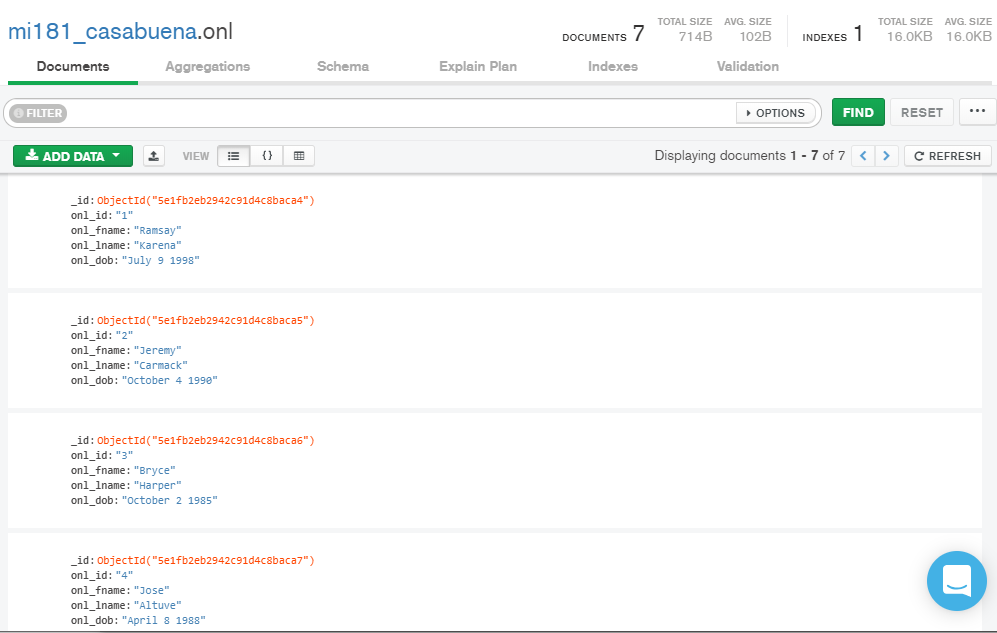 mi181_casabuena.onl
DOCUMENTS 7 TOTAL SIZE 714B AVG. SIZE 102B INDEXES 1 TOTAL SIZE 16.0KB AVG. SIZE 16.0KB
Documents Aggregations Schema Explain Plan Indexes Validation
FILTER OPTIONS FIND RESET ...
ADD DATA VIEW { } Displaying documents 1 - 7 of 7 < > REFRESH
_id:ObjectId("5e1fb2eb2942c91d4c8baca4")
onl_id:"1"
onl_fname:"Ramsay"
onl_lname:"Karena"
onl_dob:"July 9 1998"
_id:ObjectId("5e1fb2eb2942c91d4c8baca5")
onl_id:"2"
onl_fname:"Jeremy"
onl_lname:"Carmack"
onl_dob:"October 4 1990"
_id:ObjectId("5e1fb2eb2942c91d4c8baca6")
onl_id:"3"
onl_fname:"Bryce"
onl_lname:"Harper"
onl_dob:"October 2 1985"
_id:ObjectId("5e1fb2eb2942c91d4c8baca7")
onl_id:"4"
onl_fname:"Jose"
onl_lname:"Altuve"
onl_dob:"April 8 1988"